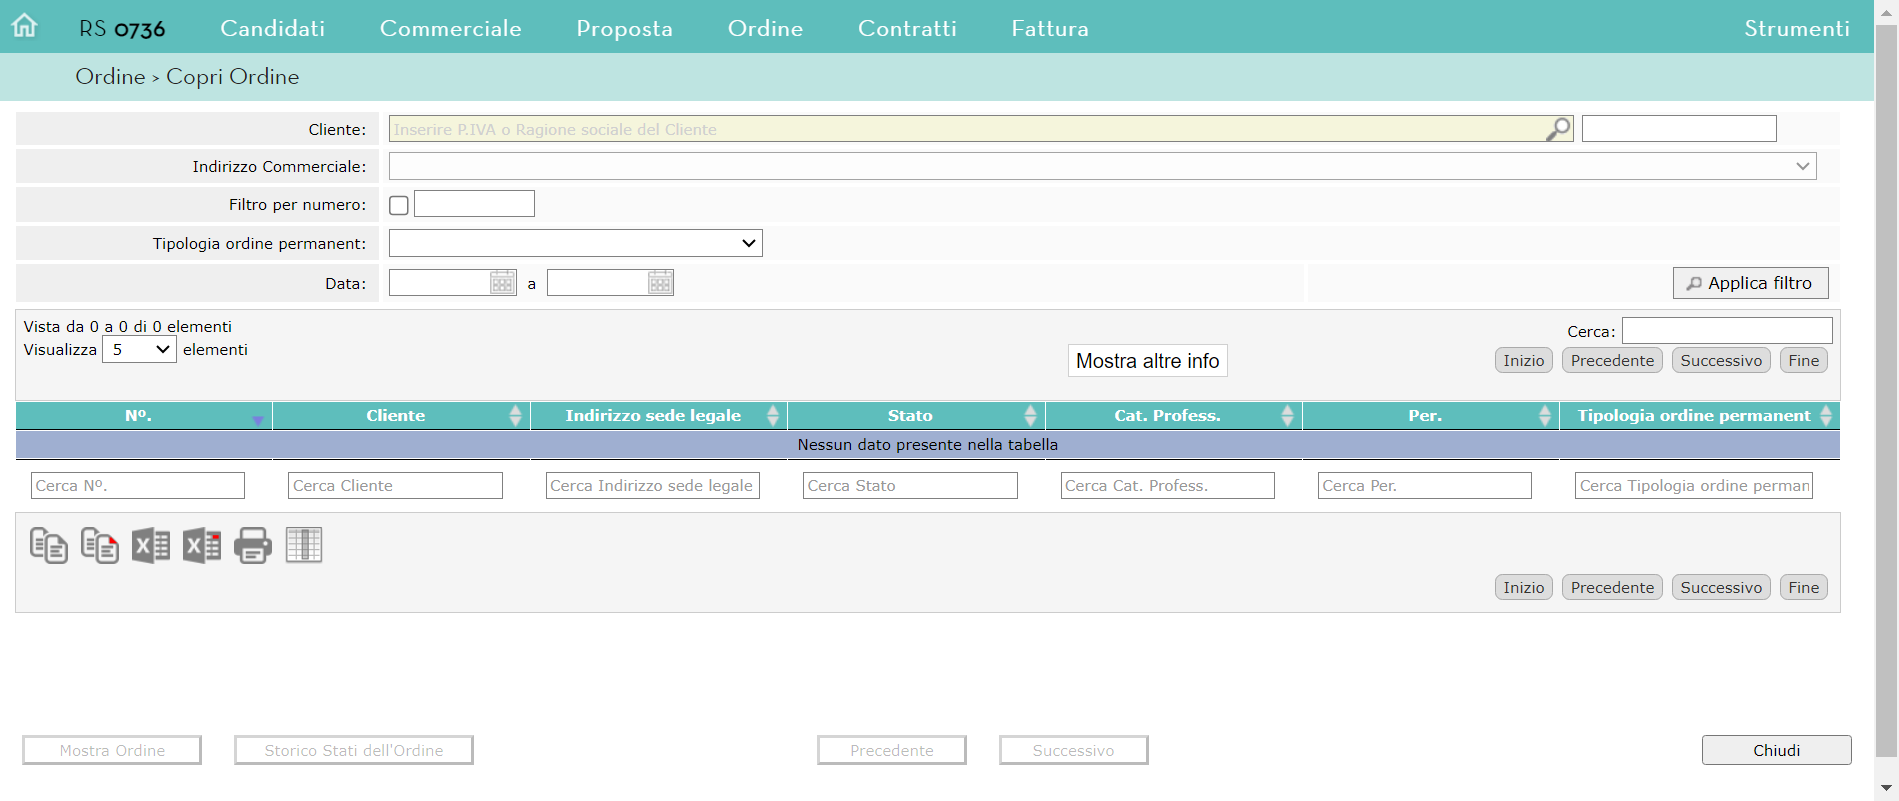 RS 0736 Candidati Commerciale Proposta Ordine Contratti Fattura Strumenti
Ordine > Copri Ordine
Cliente: Inserire P.IVA o Ragione sociale del Cliente
Indirizzo Commerciale:
Filtro per numero:
Tipologia ordine permanent:
Data: a Applica filtro
Vista da 0 a 0 di 0 elementi
Cerca:
Visualizza 5 elementi
Mostra altre info
Inizio Precedente Successivo Fine
Nº. Cliente Indirizzo sede legale Stato Cat. Profess. Per. Tipologia ordine permanent
Nessun dato presente nella tabella
Cerca Nº. Cerca Cliente Cerca Indirizzo sede legale Cerca Stato Cerca Cat. Profess. Cerca Per. Cerca Tipologia ordine perman
Inizio Precedente Successivo Fine
Mostra Ordine Storico Stati dell'Ordine Precedente Successivo Chiudi